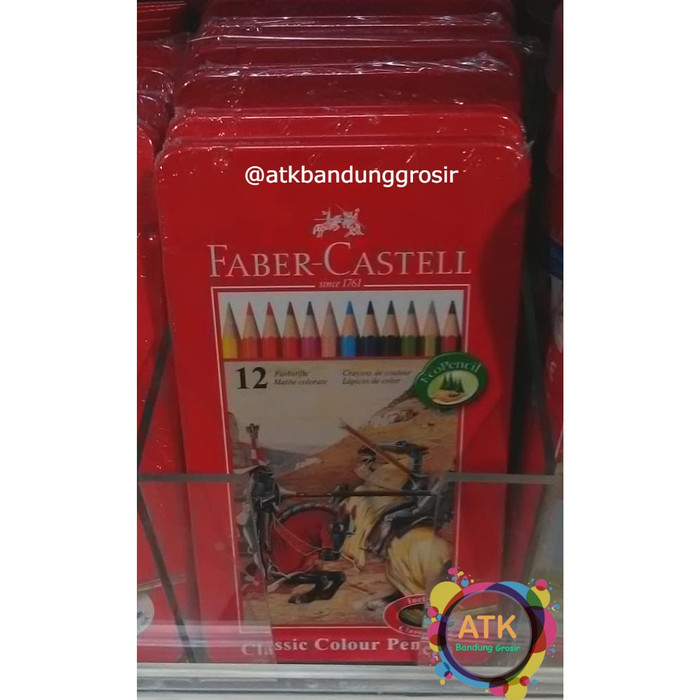 @atkbandunggrosir
FABER-CASTELL
since 1761
12
Farbstifte
Matite colorate
Crayons de couleur
Lápices de color
EcoPencil
Classic Colour Pen
ATK
Bandung Grosir